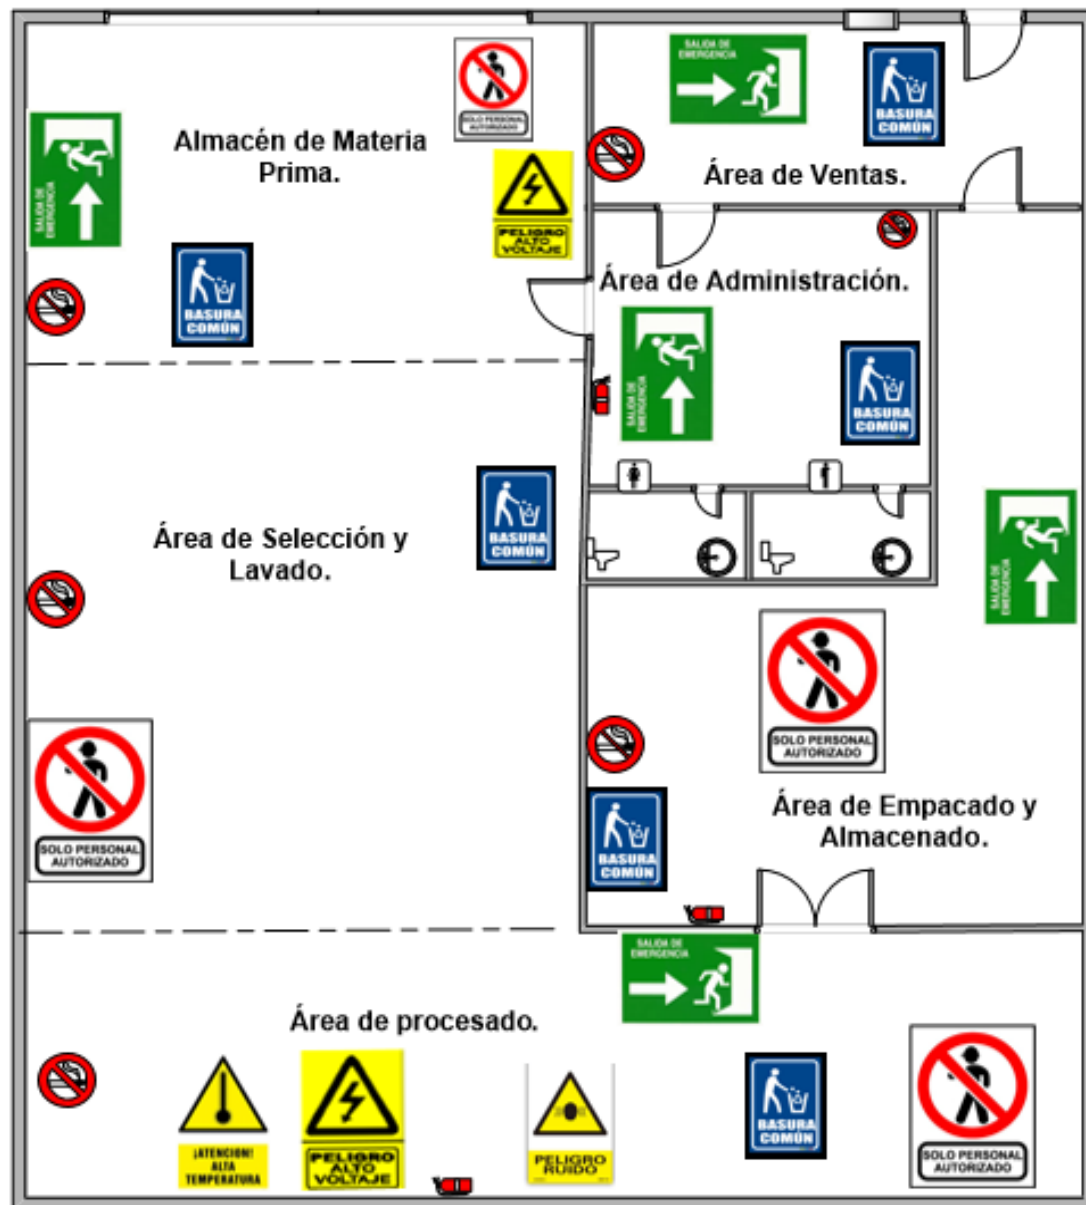 SALIDA DE
EMERGENCIA
BASURA
COMÚN
SOLO PERSONAL
AUTORIZADO
Almacén de Materia
Prima.
SALIDA DE
EMERGENCIA
PELIGRO
ALTO
VOLTAJE
Área de Ventas.
BASURA
COMÚN
Área de Administración.
SALIDA DE
EMERGENCIA
BASURA
COMÚN
Área de Selección y
Lavado.
BASURA
COMÚN
SALIDA DE
EMERGENCIA
SOLO PERSONAL
AUTORIZADO
SOLO PERSONAL
AUTORIZADO
Área de Empacado y
Almacenado.
BASURA
COMÚN
SALIDA DE
EMERGENCIA
Área de procesado.
¡ATENCION!
ALTA
TEMPERATURA
PELIGRO
ALTO
VOLTAJE
PELIGRO
RUIDO
BASURA
COMÚN
SOLO PERSONAL
AUTORIZADO